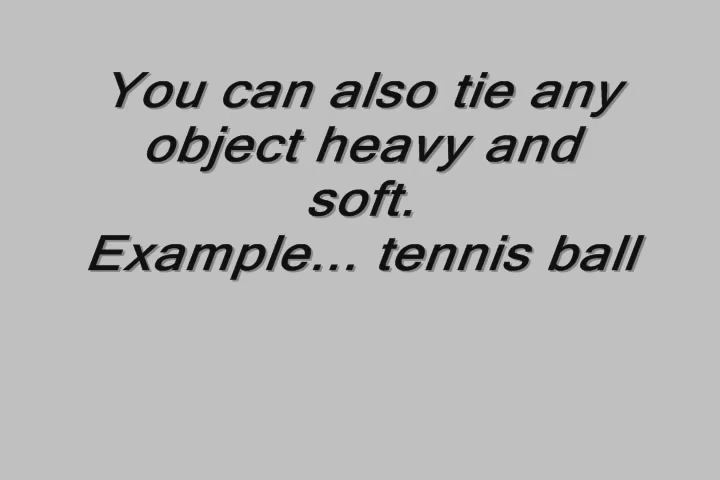 You can also tie any
object heavy and
soft.
Example... tennis ball